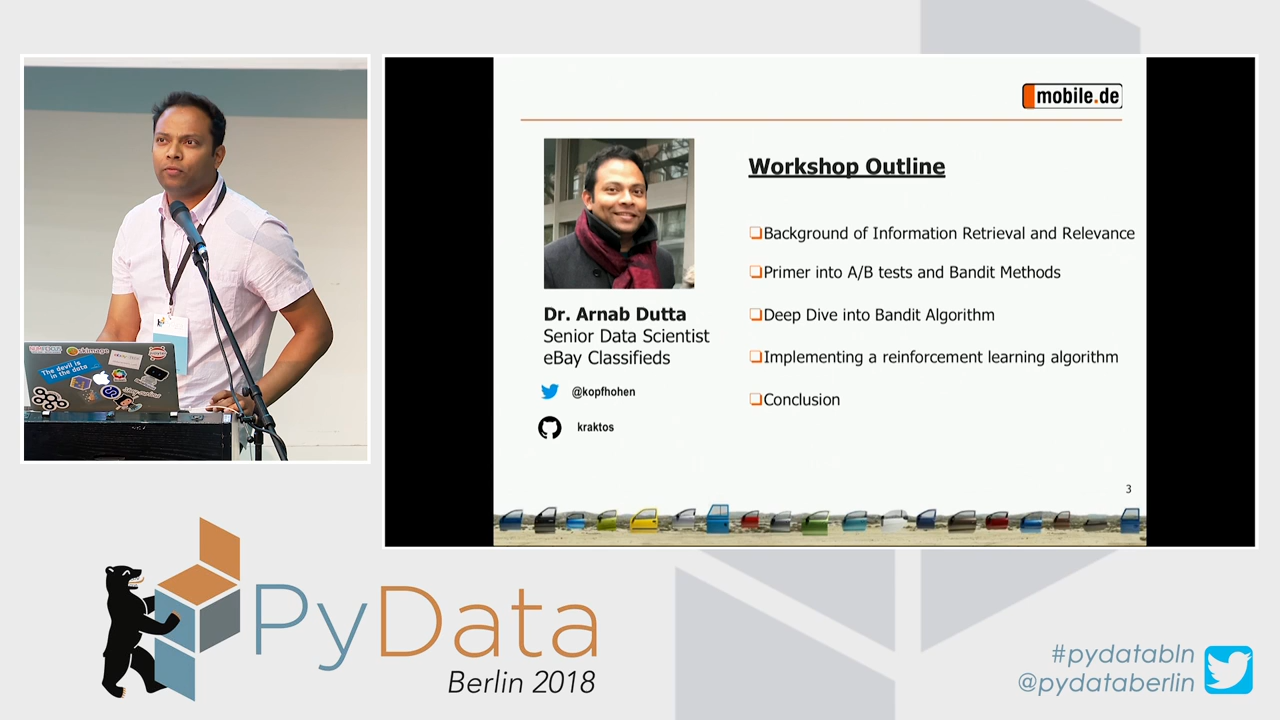 mobile.de
Workshop Outline
Background of Information Retrieval and Relevance
Primer into A/B tests and Bandit Methods
Deep Dive into Bandit Algorithm
Implementing a reinforcement learning algorithm
Conclusion
Dr. Arnab Dutta
Senior Data Scientist
eBay Classifieds
@kopfhohen
kraktos
3
The devil is
in the data
PyData
Berlin 2018
#pydatabln
@pydataberlin